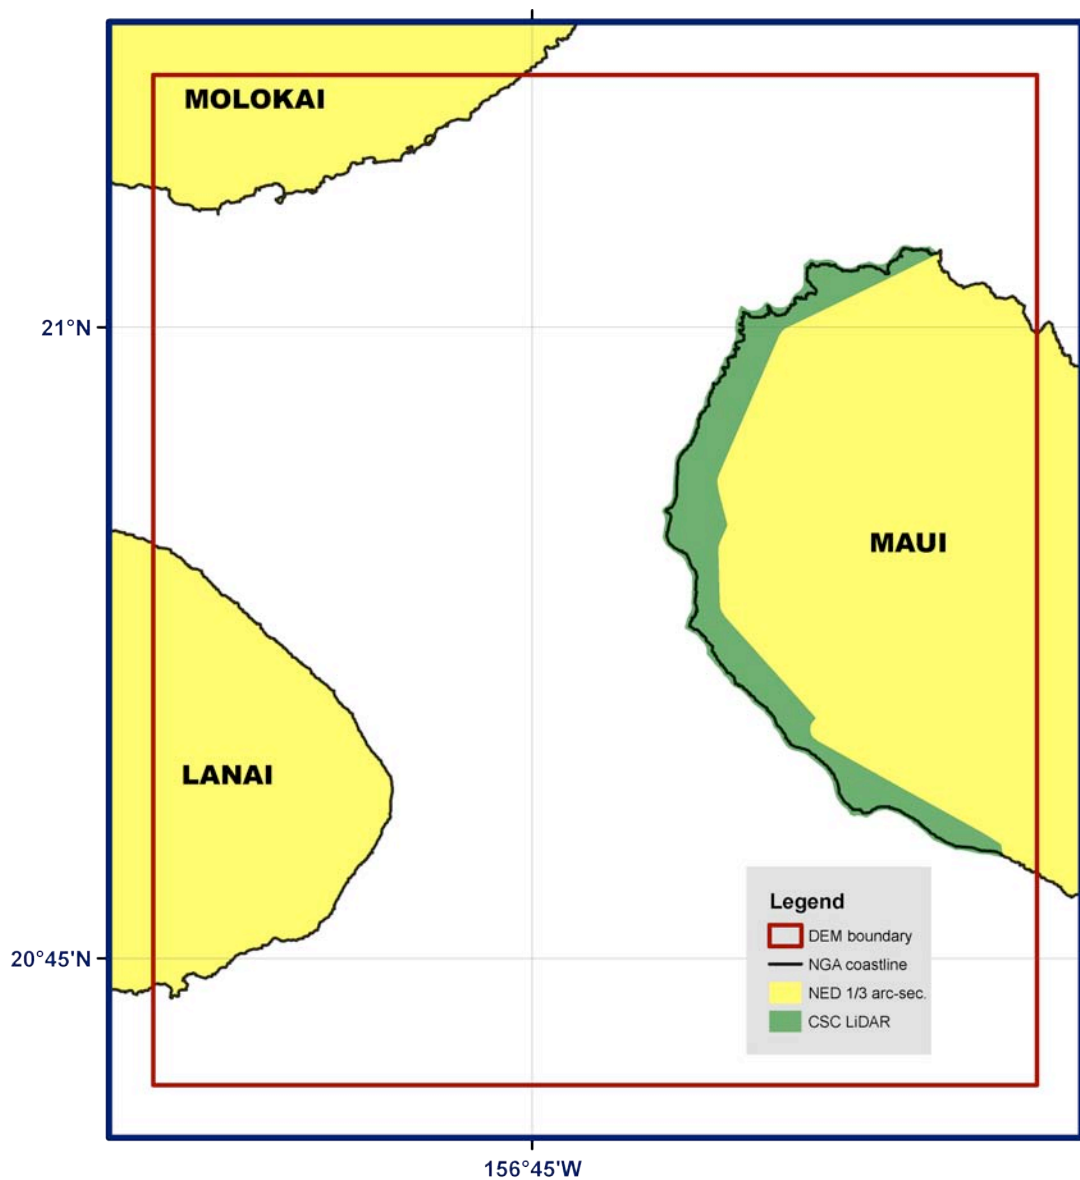 MOLOKAI
21°N
MAUI
LANAI
Legend
DEM boundary
NGA coastline
NED 1/3 arc-sec.
CSC LiDAR
20°45'N
156°45'W